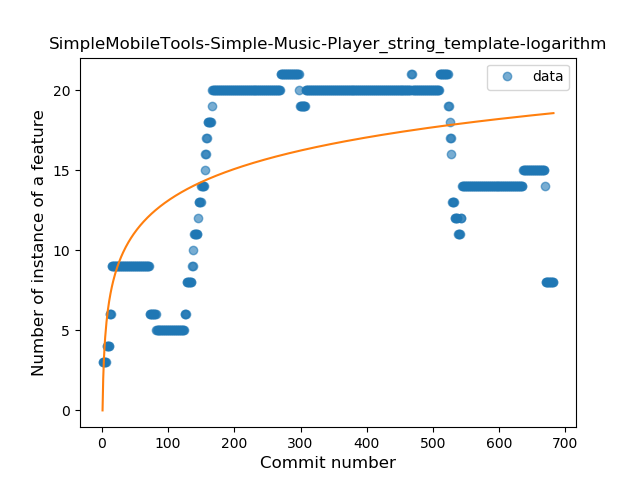 SimpleMobileTools-Simple-Music-Player_string_template-logarithm
data
Number of instance of a feature
20
15
10
5
0
0 100 200 300 400 500 600 700
Commit number